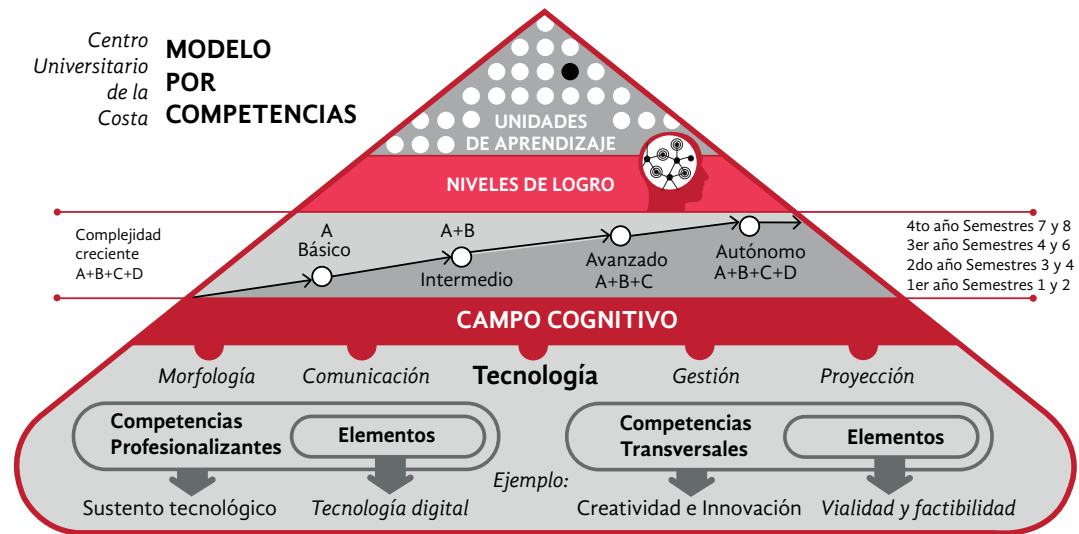 Centro
Universitario
de la
Costa
MODELO
POR
COMPETENCIAS
UNIDADES
DE APRENDIZAJE
NIVELES DE LOGRO
Complejidad
creciente
A+B+C+D
A
Básico
A+B
Intermedio
Avanzado
A+B+C
Autónomo
A+B+C+D
4to año Semestres 7 y 8
3er año Semestres 4 y 6
2do año Semestres 3 y 4
1er año Semestres 1 y 2
CAMPO COGNITIVO
Morfología
Comunicación
Tecnología
Gestión
Proyección
Competencias
Profesionalizantes
Elementos
Competencias
Transversales
Elementos
Ejemplo:
Sustento tecnológico
Tecnología digital
Creatividad e Innovación
Vialidad y factibilidad